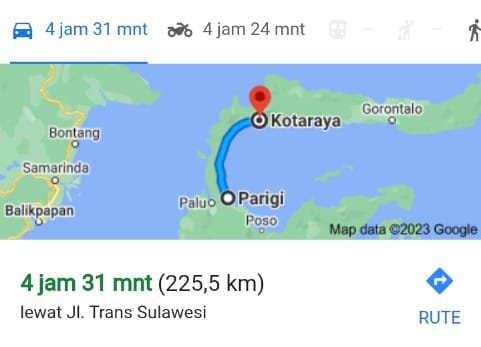 4 jam 31 mnt 4 jam 24 mnt
Kotaraya
Gorontalo
Bontang
Samarinda
Parigi
Palu
Balikpapan
Poso
Map data ©2023 Google
4 jam 31 mnt (225,5 km)
lewat Jl. Trans Sulawesi
RUTE